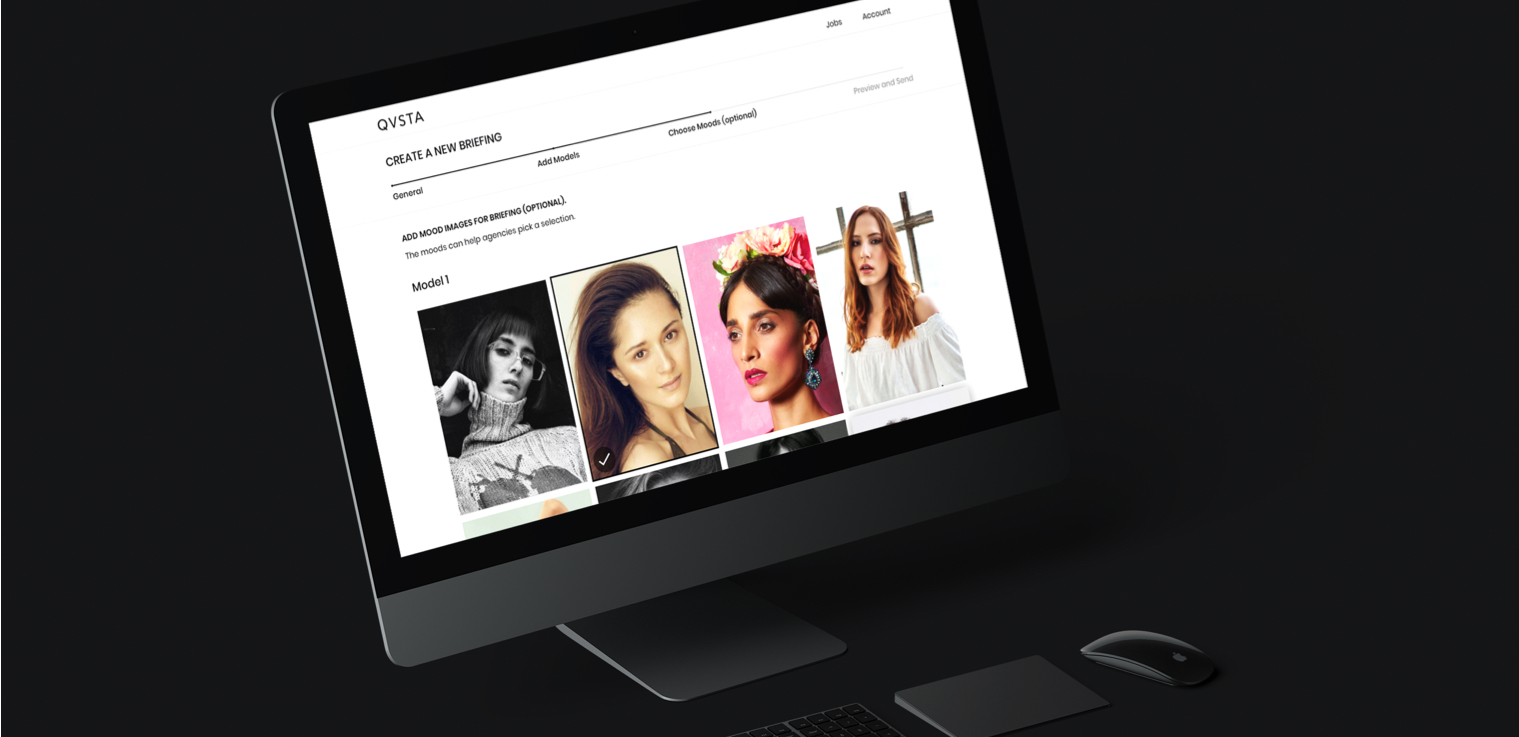 Jobs Account
QVSTA
CREATE A NEW BRIEFING
General
Add Models
Choose Moods (optional)
Preview and Send
ADD MOOD IMAGES FOR BRIEFING (OPTIONAL).
The moods can help agencies pick a selection.
Model 1